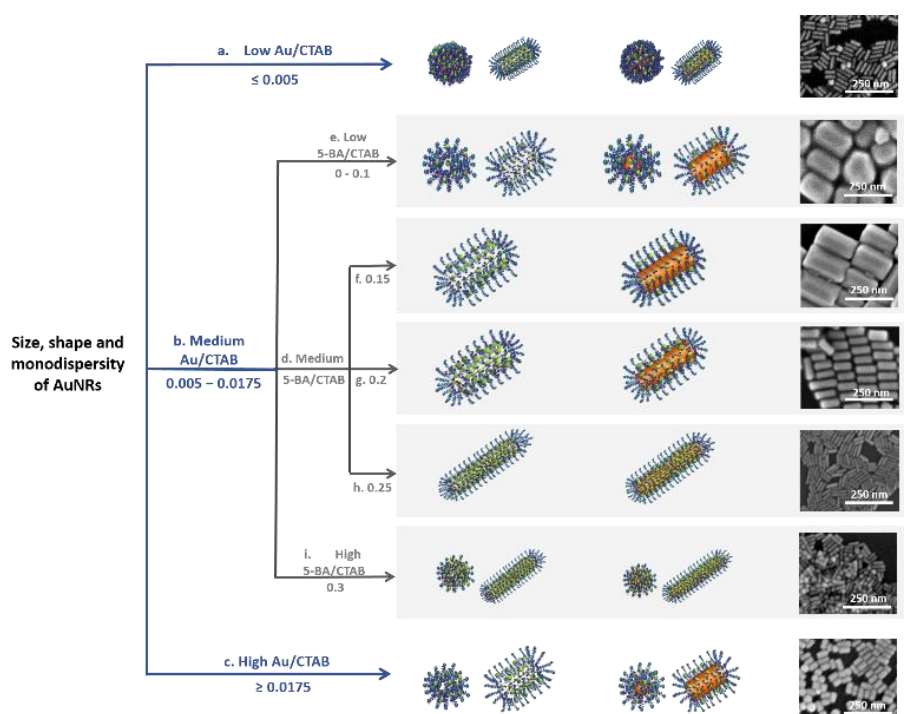 a. Low Au/CTAB
≤ 0.005
250 nm
e. Low
5-BA/CTAB
0 - 0.1
250 nm
f. 0.15
250 nm
Size, shape and
monodispersity
of AuNRs
b. Medium
Au/CTAB
0.005 – 0.0175
d. Medium
5-BA/CTAB
g. 0.2
250 nm
h. 0.25
250 nm
i. High
5-BA/CTAB
0.3
250 nm
c. High Au/CTAB
≥ 0.0175
250 nm